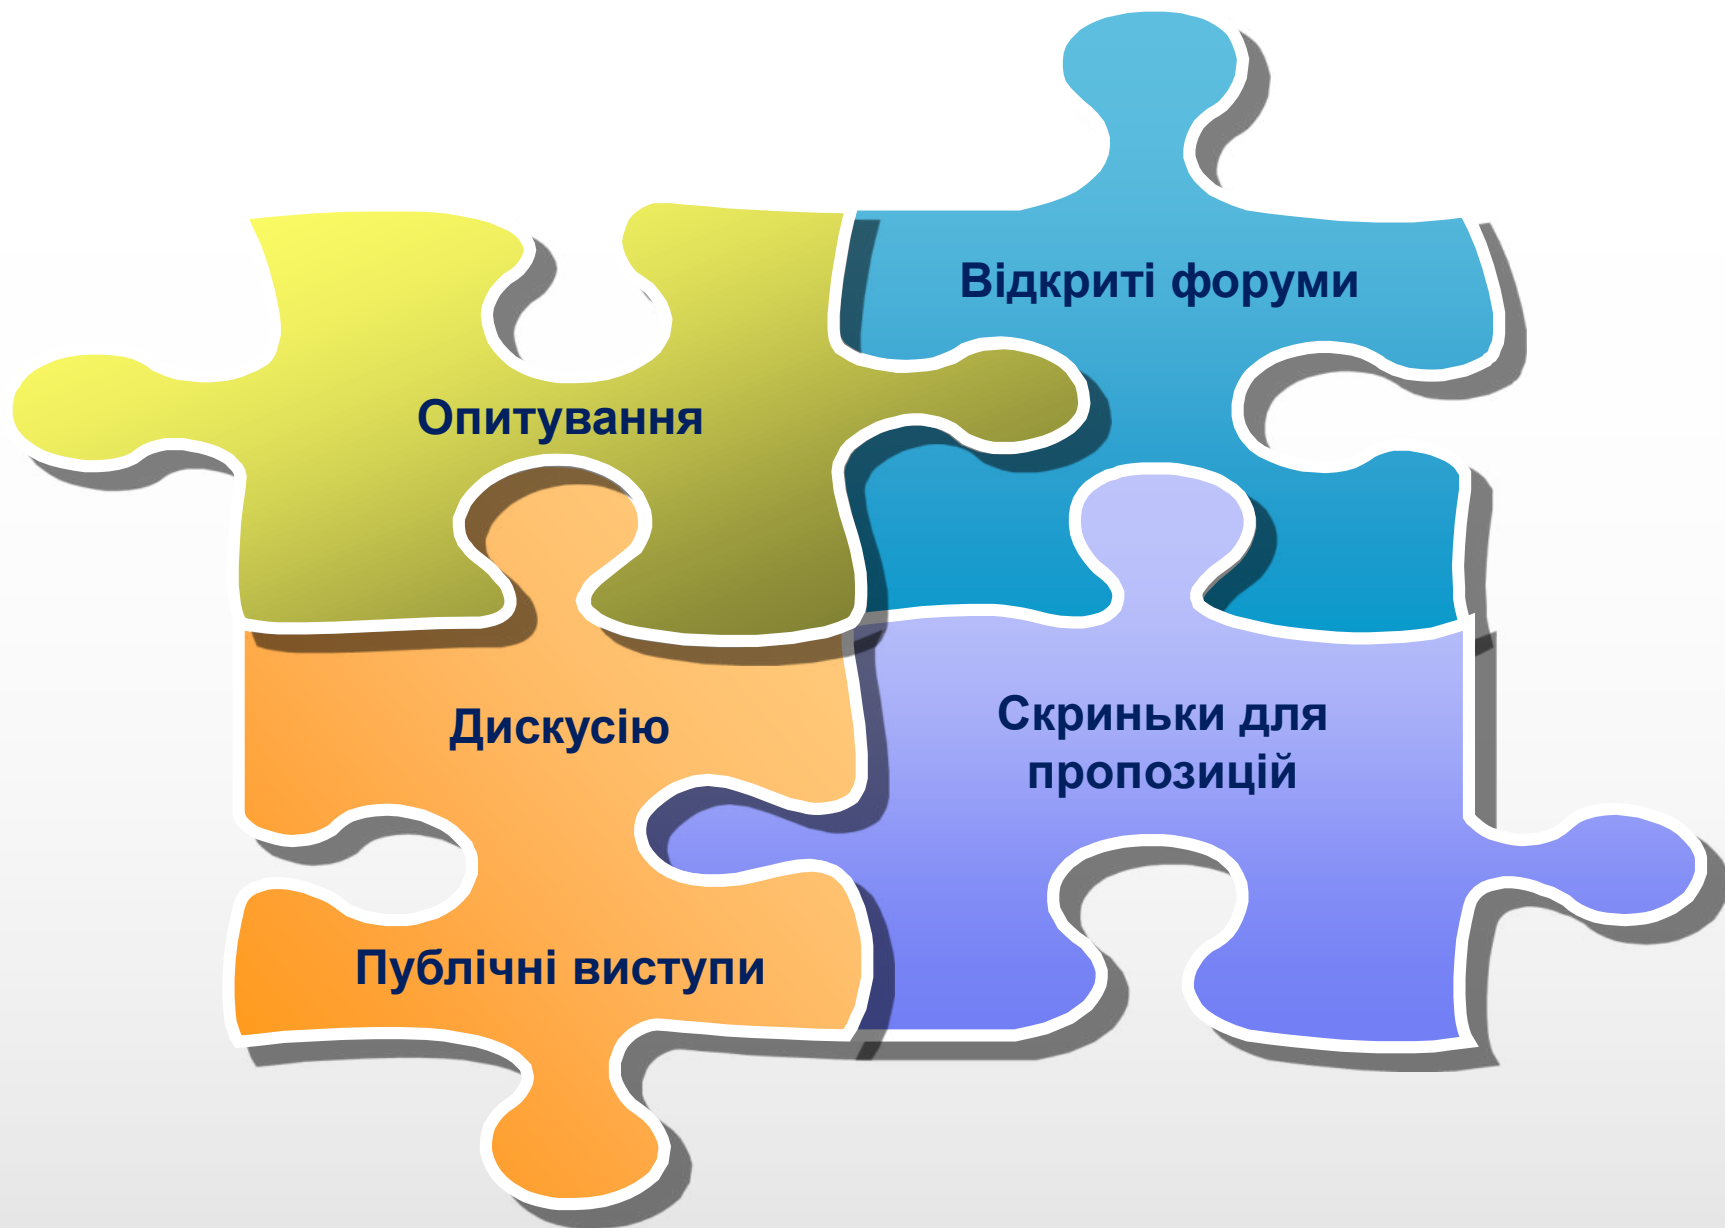 Відкриті форуми
Опитування
Дискусію
Скриньки для
пропозицій
Публічні виступи